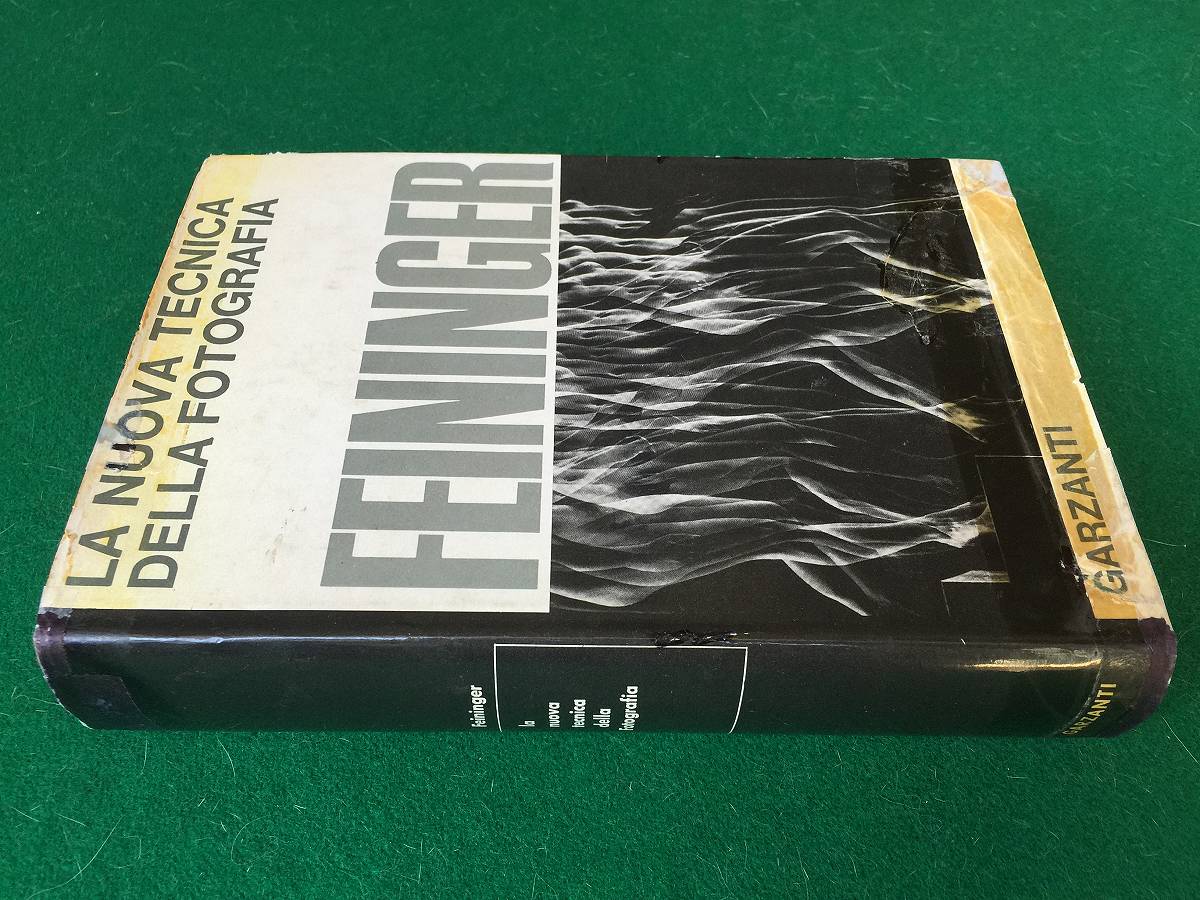 LA NUOVA TECNICA
DELLA FOTOGRAFIA
FEININGER
GARZANTI
Feininger
la
nuova
tecnica
della
Fotografia
GARZANTI